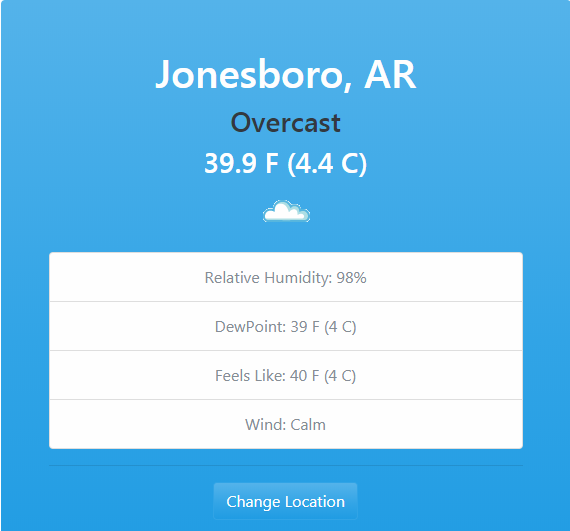 Jonesboro, AR
Overcast
39.9 F (4.4 C)
Relative Humidity: 98%
DewPoint: 39 F (4 C)
Feels Like: 40 F (4 C)
Wind: Calm
Change Location